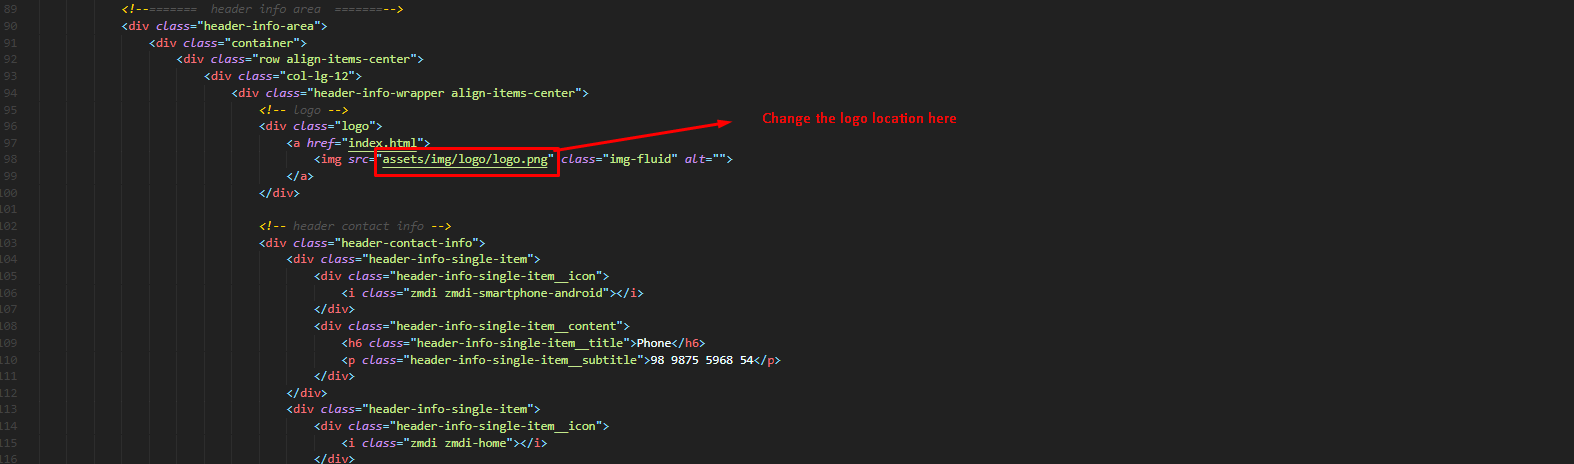 89 <!--======= header info area =======-->
90 <div class="header-info-area">
91 <div class="container">
92 <div class="row align-items-center">
93 <div class="col-lg-12">
94 <div class="header-info-wrapper align-items-center">
95 <!-- logo -->
96 <div class="logo">
Change the logo location here
97 <a href="index.html">
98 <img src="assets/img/logo/logo.png" class="img-fluid" alt="">
99 </a>
100 </div>
101
102 <!-- header contact info -->
103 <div class="header-contact-info">
104 <div class="header-info-single-item">
105 <div class="header-info-single-item__icon">
106 <i class="zmdi zmdi-smartphone-android"></i>
107 </div>
108 <div class="header-info-single-item__content">
109 <h6 class="header-info-single-item__title">Phone</h6>
110 <p class="header-info-single-item__subtitle">98 9875 5968 54</p>
111 </div>
112 </div>
113 <div class="header-info-single-item">
114 <div class="header-info-single-item__icon">
115 <i class="zmdi zmdi-home"></i>
116 </div>